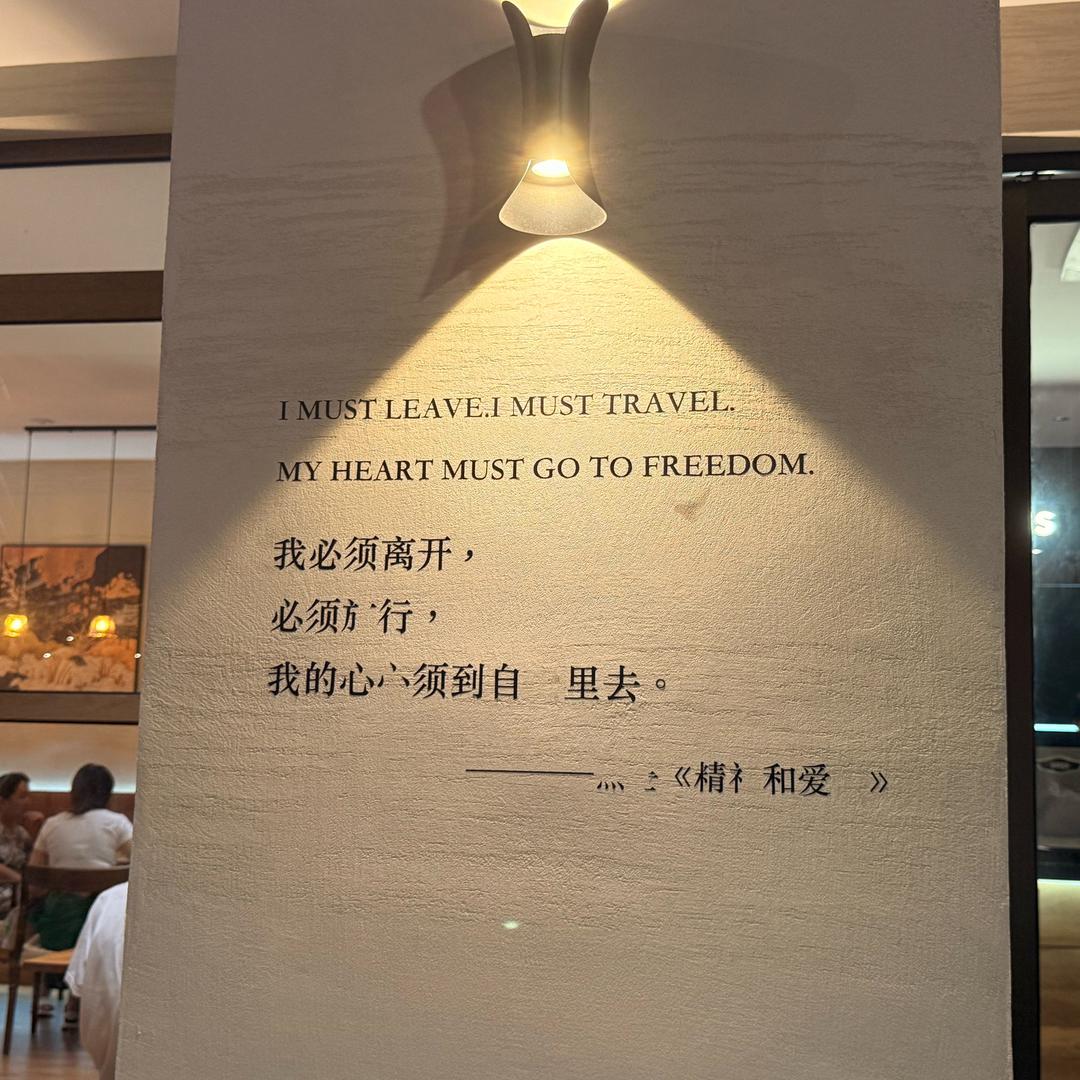 I MUST LEAVE.I MUST TRAVEL.
MY HEART MUST GO TO FREEDOM.
我必须离开，
必须行，
我的心须到自里去。
——《精和爱》